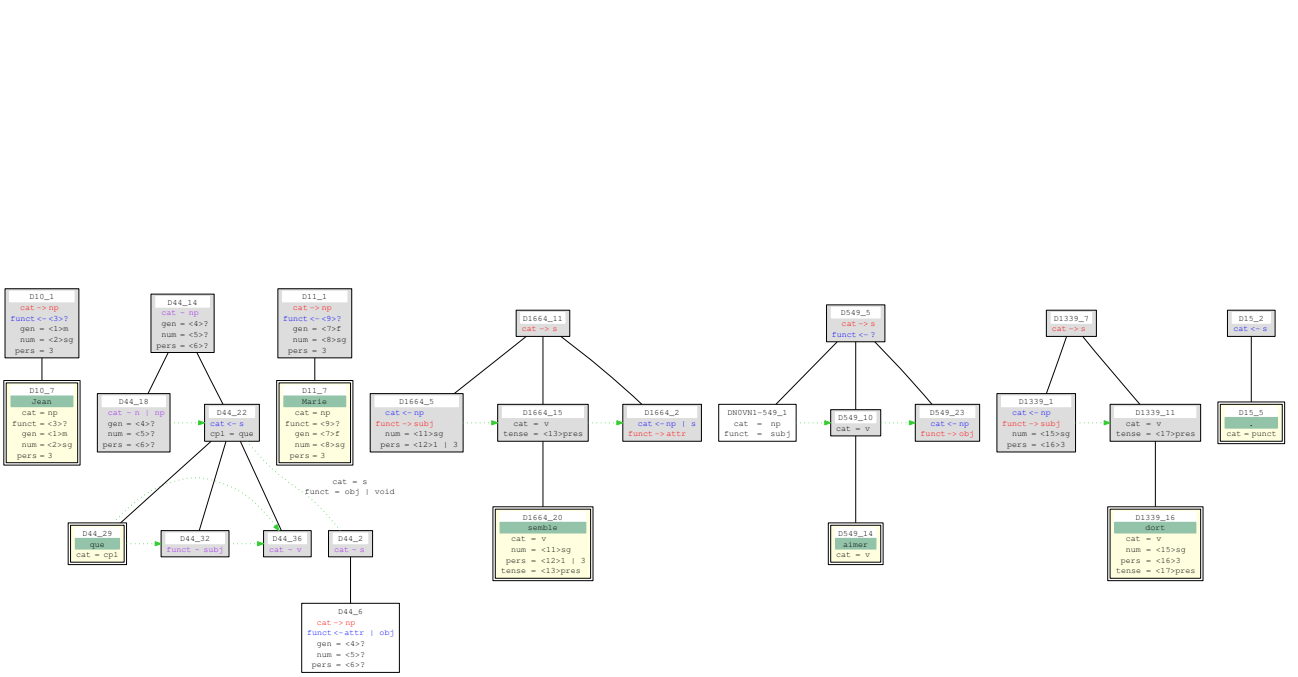 D10_1
cat -> np
funct <- <3>?
gen = <1>m
num = <2>sg
pers = 3
D44_14
cat ~ np
gen = <4>?
num = <5>?
pers = <6>?
D11_1
cat -> np
funct <- <9>?
gen = <7>f
num = <8>sg
pers = 3
D1664_11
cat -> s
D549_5
cat -> s
funct <- ?
D1339_7
cat -> s
D15_2
cat <- s
D10_7
Jean
cat = np
funct = <3>?
gen = <1>m
num = <2>sg
pers = 3
D44_18
cat ~ n | np
gen = <4>?
num = <5>?
pers = <6>?
D44_22
cat <- s
cpl = que
D11_7
Marie
cat = np
funct = <9>?
gen = <7>f
num = <8>sg
pers = 3
D1664_5
cat <- np
funct -> subj
num = <11>sg
pers = <12>1 | 3
D1664_15
cat = v
tense = <13>pres
D1664_2
cat <- np | s
funct -> attr
DN0VN1-549_1
cat = np
funct = subj
D549_10
cat = v
D549_23
cat <- np
funct -> obj
D1339_1
cat <- np
funct -> subj
num = <15>sg
pers = <16>3
D1339_11
cat = v
tense = <17>pres
D15_5
.
cat = punct
cat = s
funct = obj | void
D44_29
que
cat = cpl
D44_32
funct ~ subj
D44_36
cat ~ v
D44_2
cat ~ s
D1664_20
semble
cat = v
num = <11>sg
pers = <12>1 | 3
tense = <13>pres
D549_14
aimer
cat = v
D1339_16
dort
cat = v
num = <15>sg
pers = <16>3
tense = <17>pres
D44_6
cat -> np
funct <- attr | obj
gen = <4>?
num = <5>?
pers = <6>?